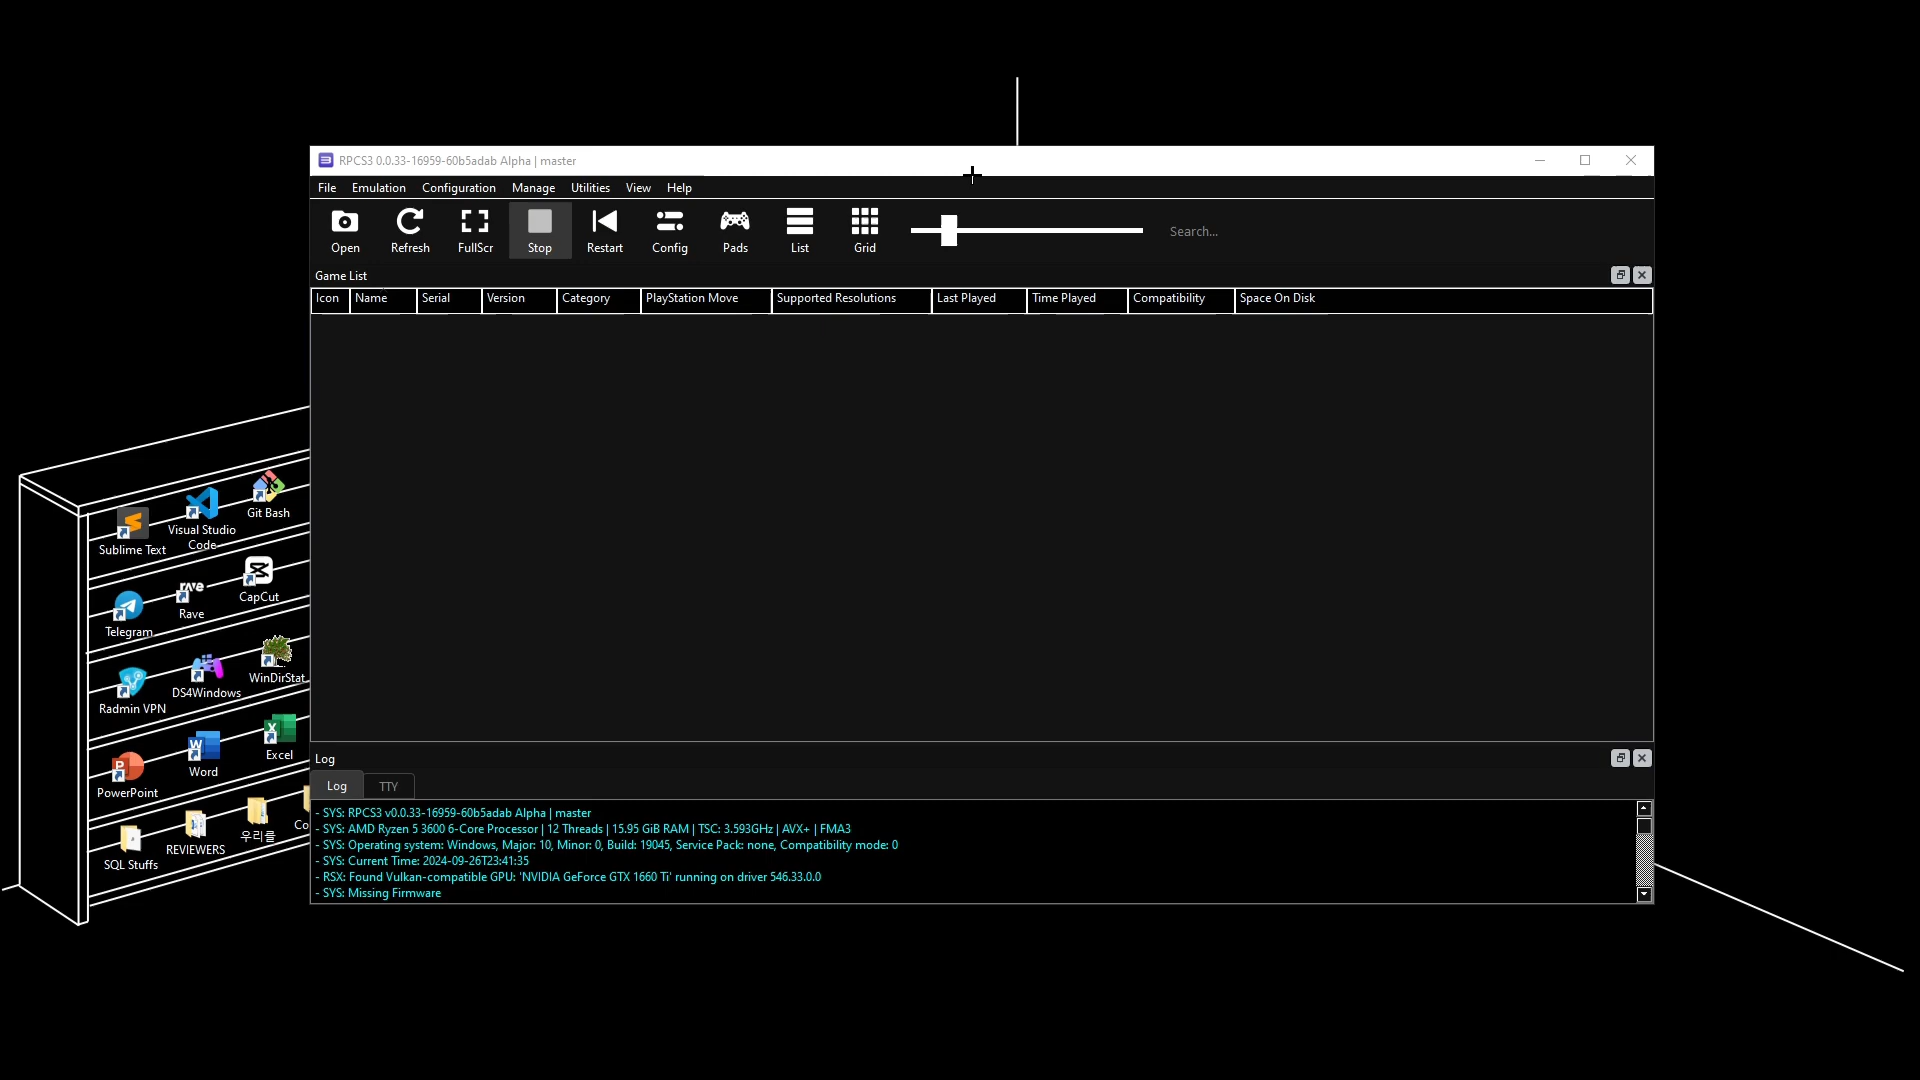 RPCS3 0.0.33-16959-60b5adab Alpha | master
File Emulation Configuration Manage Utilities View Help
Open Refresh FullScr Stop Restart Config Pads List Grid Search...
Game List
Icon Name Serial Version Category PlayStation Move Supported Resolutions Last Played Time Played Compatibility Space On Disk
Git Bash
Visual Studio
Code
Sublime Text
CapCut
rave
Rave
Telegram
WinDirStat
DS4Windows
Radmin VPN
Excel
Word
PowerPoint
Co
우리를
REVIEWERS
SQL Stuffs
Log
Log TTY
- SYS: RPCS3 v0.0.33-16959-60b5adab Alpha | master
- SYS: AMD Ryzen 5 3600 6-Core Processor | 12 Threads | 15.95 GiB RAM | TSC: 3.593GHz | AVX+ | FMA3
- SYS: Operating system: Windows, Major: 10, Minor: 0, Build: 19045, Service Pack: none, Compatibility mode: 0
- SYS: Current Time: 2024-09-26T23:41:35
- RSX: Found Vulkan-compatible GPU: 'NVIDIA GeForce GTX 1660 Ti' running on driver 546.33.0.0
- SYS: Missing Firmware